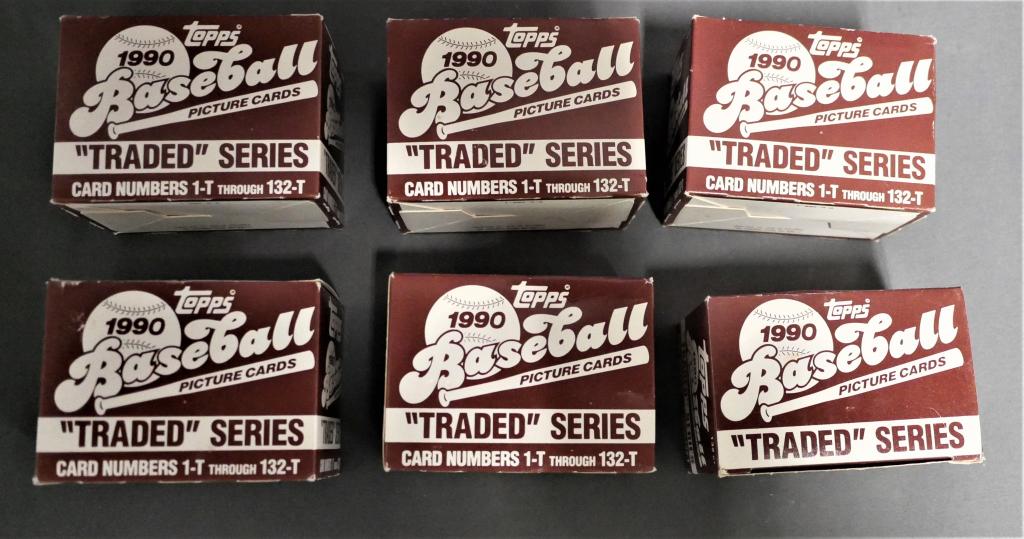 Topps
1990
Baseball
PICTURE CARDS
"TRADED" SERIES
CARD NUMBERS 1-T THROUGH 132-T
Topps
1990
Baseball
PICTURE CARDS
"TRADED" SERIES
CARD NUMBERS 1-T THROUGH 132-T
Topps
1990
Baseball
PICTURE CARDS
"TRADED" SERIES
CARD NUMBERS 1-T THROUGH 132-T
Topps
1990
Baseball
PICTURE CARDS
"TRADED" SERIES
CARD NUMBERS 1-T THROUGH 132-T
Topps
1990
Baseball
PICTURE CARDS
"TRADED" SERIES
CARD NUMBERS 1-T THROUGH 132-T
Topps
1990
Baseball
PICTURE CARDS
"TRADED" SERIES